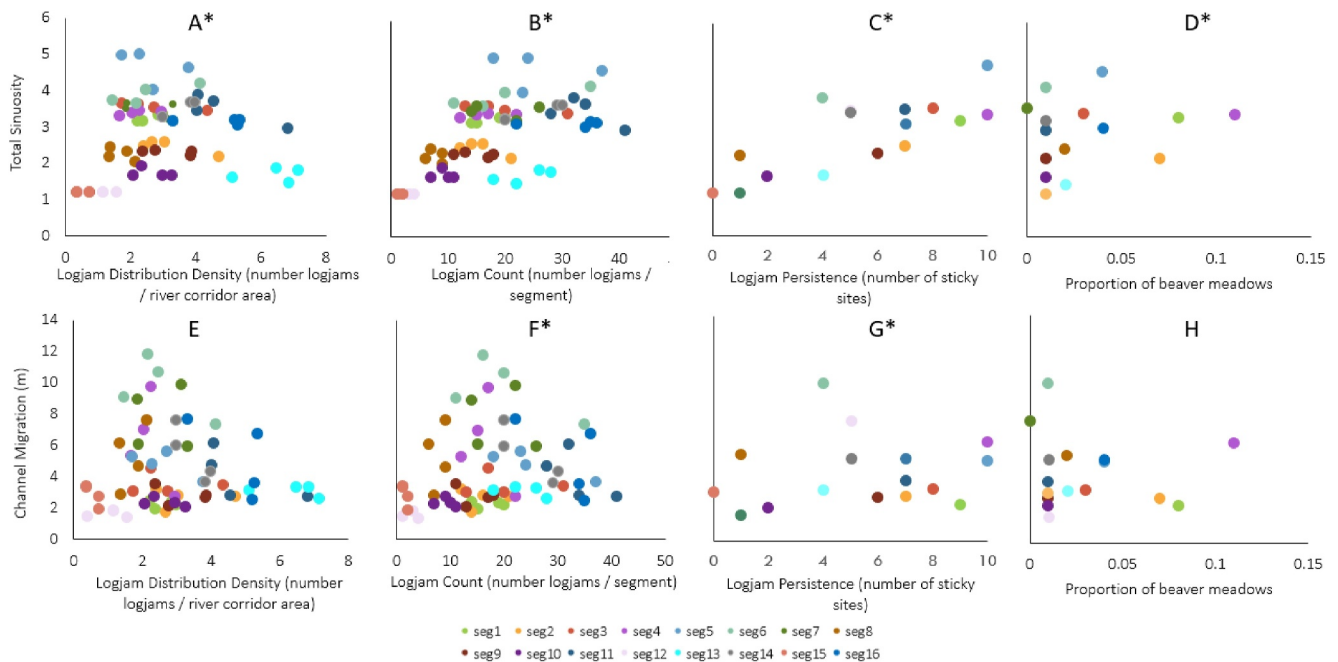 A*
B*
C*
D*
Total Sinuosity
6
5
4
3
2
1
0
0 2 4 6 8
Logjam Distribution Density (number logjams
/ river corridor area)
0 10 20 30 40
Logjam Count (number logjams /
segment)
0 2 4 6 8 10
Logjam Persistence (number of sticky
sites)
0 0.05 0.1 0.15
Proportion of beaver meadows
E
F*
G*
H
Channel Migration (m)
14
12
10
8
6
4
2
0
0 2 4 6 8
Logjam Distribution Density (number
logjams / river corridor area)
0 10 20 30 40 50
Logjam Count (number logjams / segment)
0 2 4 6 8 10
Logjam Persistence (number of sticky
sites)
0 0.05 0.1 0.15
Proportion of beaver meadows
seg1 seg2 seg3 seg4 seg5 seg6 seg7 seg8
seg9 seg10 seg11 seg12 seg13 seg14 seg15 seg16